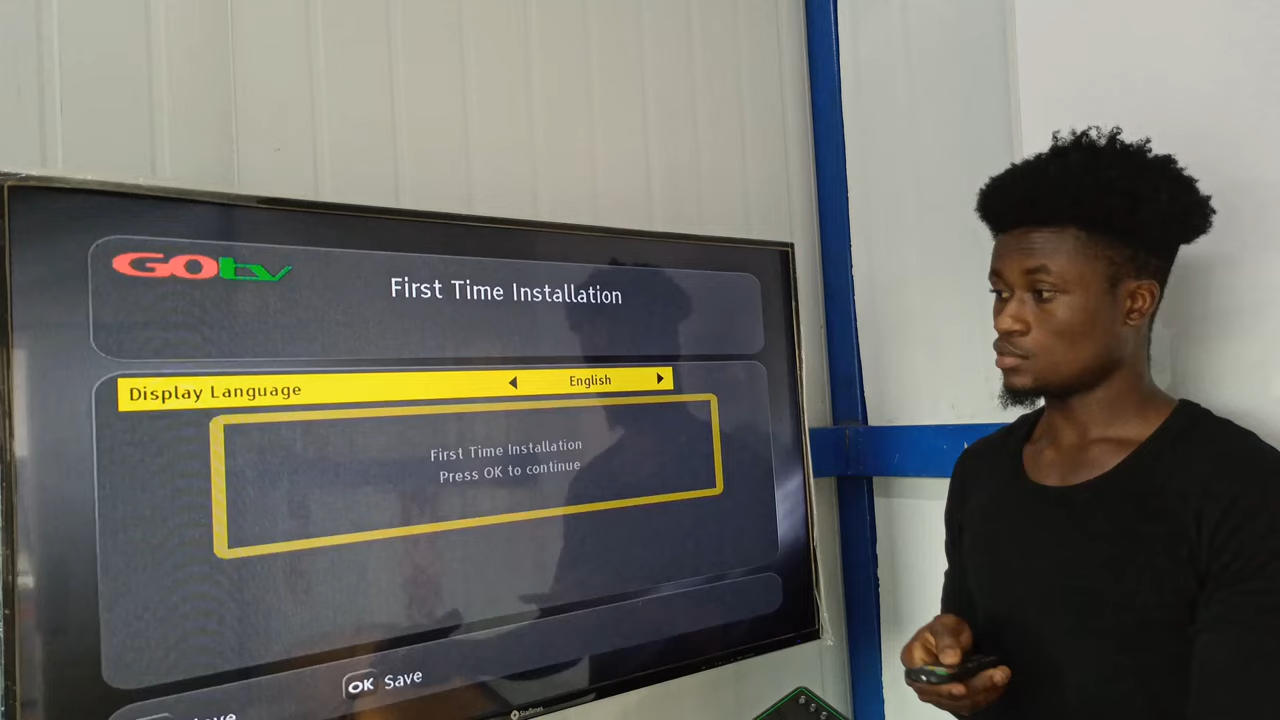 GOtv
First Time Installation
Display Language English
First Time Installation
Press OK to continue
OK Save